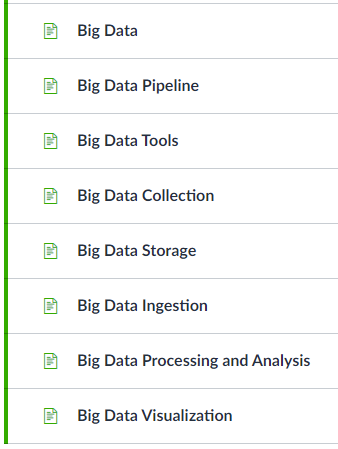 Big Data
Big Data Pipeline
Big Data Tools
Big Data Collection
Big Data Storage
Big Data Ingestion
Big Data Processing and Analysis
Big Data Visualization